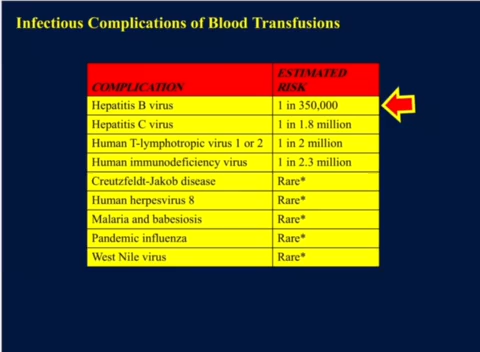 Infectious Complications of Blood Transfusions
COMPLICATION ESTIMATED RISK
Hepatitis B virus 1 in 350,000
Hepatitis C virus 1 in 1.8 million
Human T-lymphotropic virus 1 or 2 1 in 2 million
Human immunodeficiency virus 1 in 2.3 million
Creutzfeldt-Jakob disease Rare*
Human herpesvirus 8 Rare*
Malaria and babesiosis Rare*
Pandemic influenza Rare*
West Nile virus Rare*